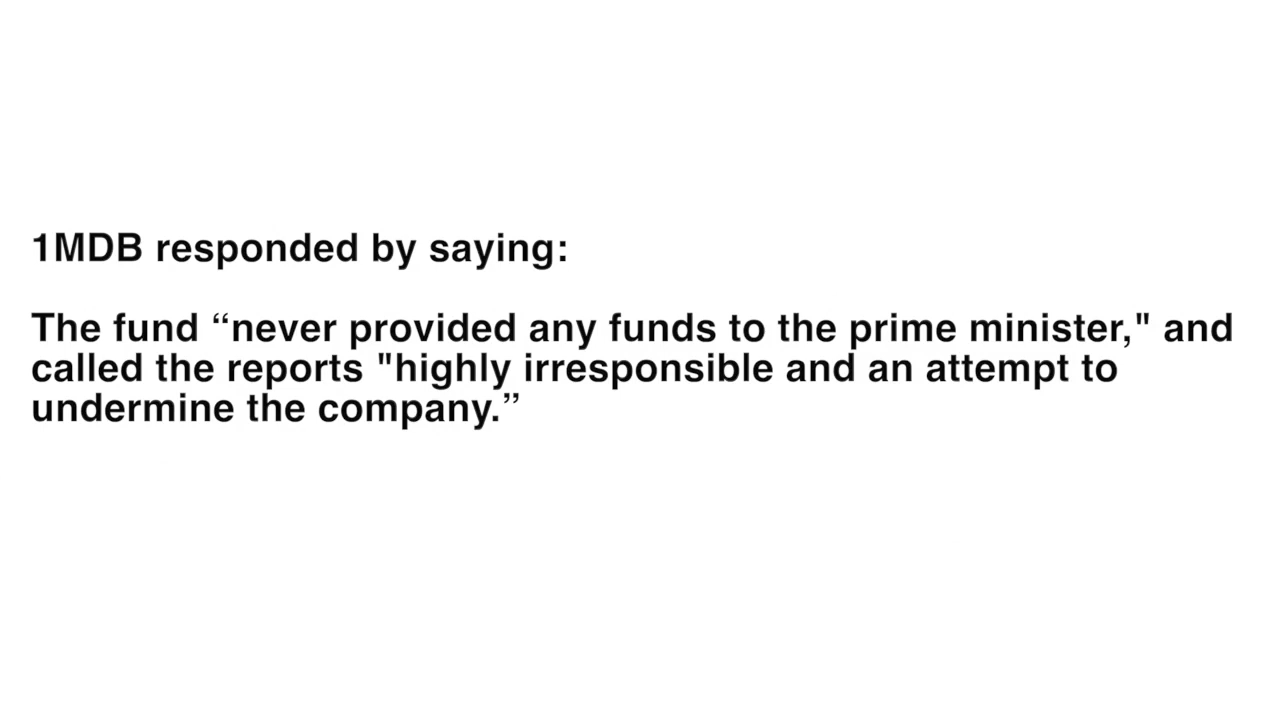 1MDB responded by saying:
The fund “never provided any funds to the prime minister," and
called the reports "highly irresponsible and an attempt to
undermine the company.”